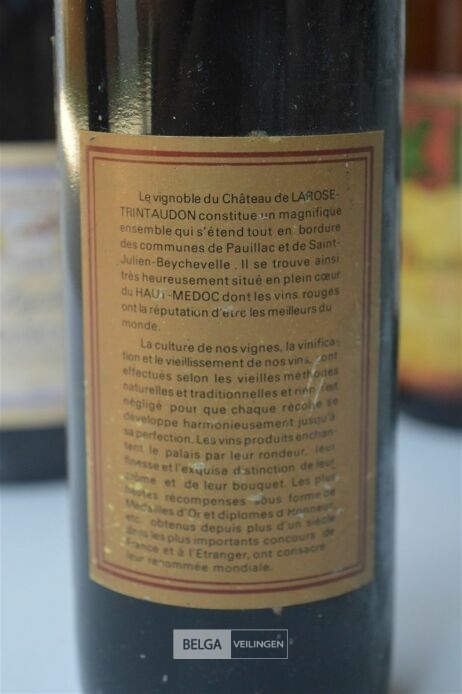 Le vignoble du Château de LAROSE-
TRINTAUDON constitue un magnifique
ensemble qui s'étend tout en bordure
des communes de Pauillac et de Saint-
Julien-Beychevelle. Il se trouve ainsi
très heureusement situé en plein cœur
du HAUT-MEDOC dont les vins rouges
ont la réputation d'être les meilleurs du
monde.
La culture de nos vignes, la vinifica-
tion et le vieillissement de nos vins, sont
effectués selon les vieilles méthodes
naturelles et traditionnelles et rien n'est
négligé pour que chaque récolte se
développe harmonieusement jusqu'à
sa perfection. Les vins produits enchan-
tent le palais par leur rondeur, leur
finesse et l'exquise distinction de leur
arôme et de leur bouquet. Les plus
hautes récompenses sous forme de
Médailles d'Or et diplomes d'Honneur
etc. obtenus depuis plus d'un siècle
dans les plus importants concours de
France et à l'Etranger, ont consacré
leur renommée mondiale.
BELGA VEILINGEN